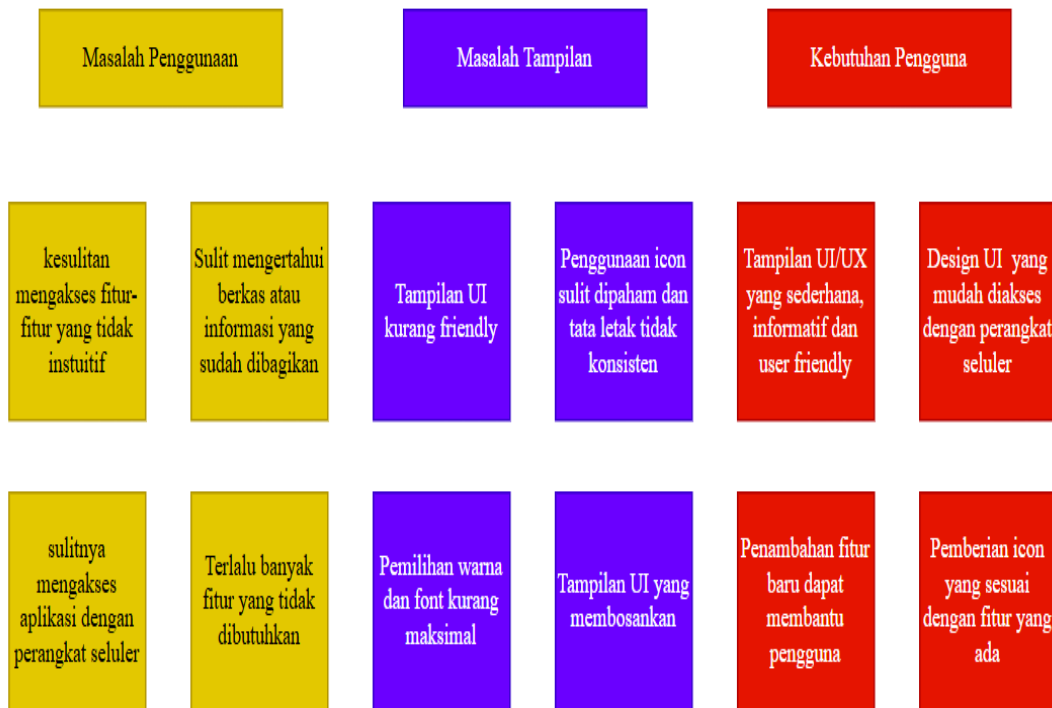 Masalah Penggunaan
Masalah Tampilan
Kebutuhan Pengguna
kesulitan
mengakses fitur-
fitur yang tidak
instuitif
Sulit mengertahui
berkas atau
informasi yang
sudah dibagikan
Tampilan UI
kurang friendly
Penggunaan icon
sulit dipaham dan
tata letak tidak
konsisten
Tampilan UI/UX
yang sederhana,
informatif dan
user friendly
Design UI yang
mudah diakses
dengan perangkat
seluler
sulitnya
mengakses
aplikasi dengan
perangkat seluler
Terlalu banyak
fitur yang tidak
dibutuhkan
Pemilihan warna
dan font kurang
maksimal
Tampilan UI yang
membosankan
Penambahan fitur
baru dapat
membantu
pengguna
Pemberian icon
yang sesuai
dengan fitur yang
ada